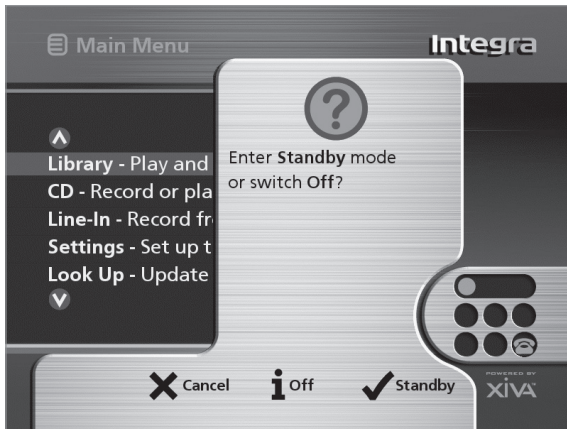 Main Menu
Integra
Library - Play and
CD - Record or pla
Line-In - Record fr
Settings - Set up t
Look Up - Update
?
Enter Standby mode
or switch Off?
Cancel
i Off
Standby
POWERED BY
XiVA